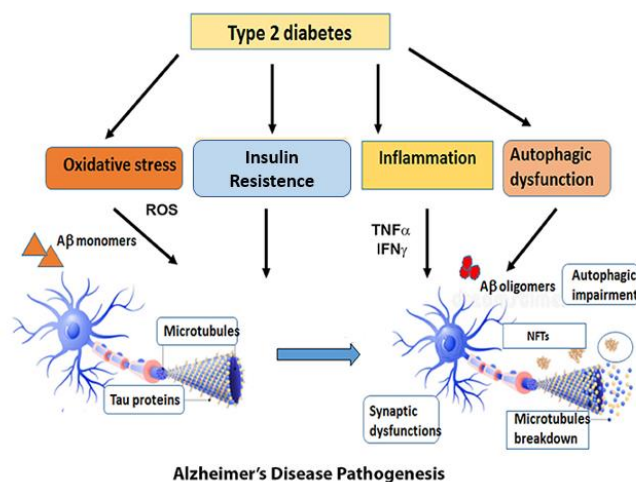 Type 2 diabetes
Oxidative stress
Insulin
Resistence
Inflammation
Autophagic
dysfunction
ROS
TNFα
IFNγ
Aβ monomers
Aβ oligomers
Autophagic
impairment
Microtubules
NFTs
Tau proteins
Synaptic
dysfunctions
Microtubules
breakdown
Alzheimer's Disease Pathogenesis